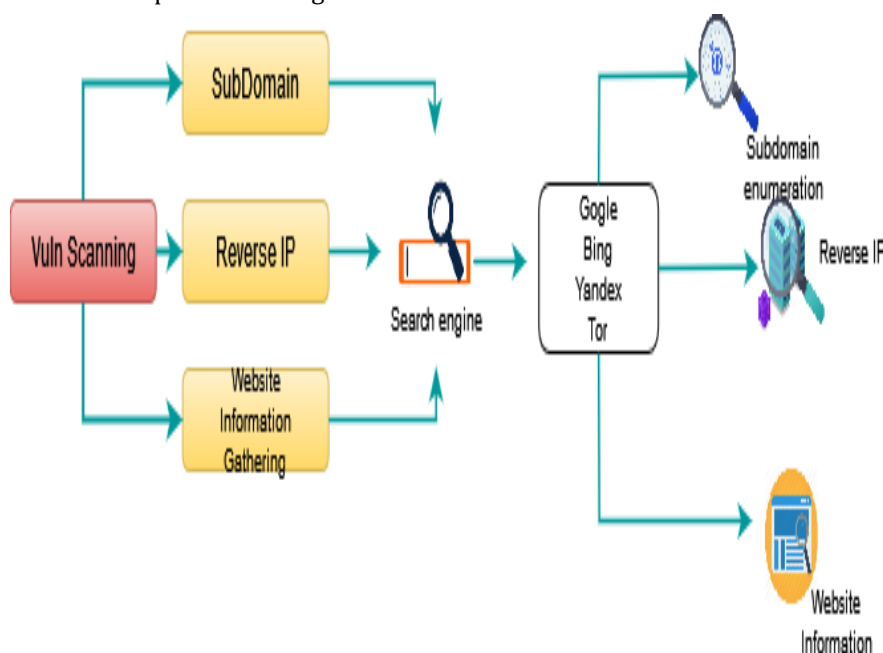 SubDomain
Vuln Scanning
Reverse IP
Website
Information
Gathering
Search engine
Gogle
Bing
Yandex
Tor
Subdomain
enumeration
Reverse IP
Website
Information